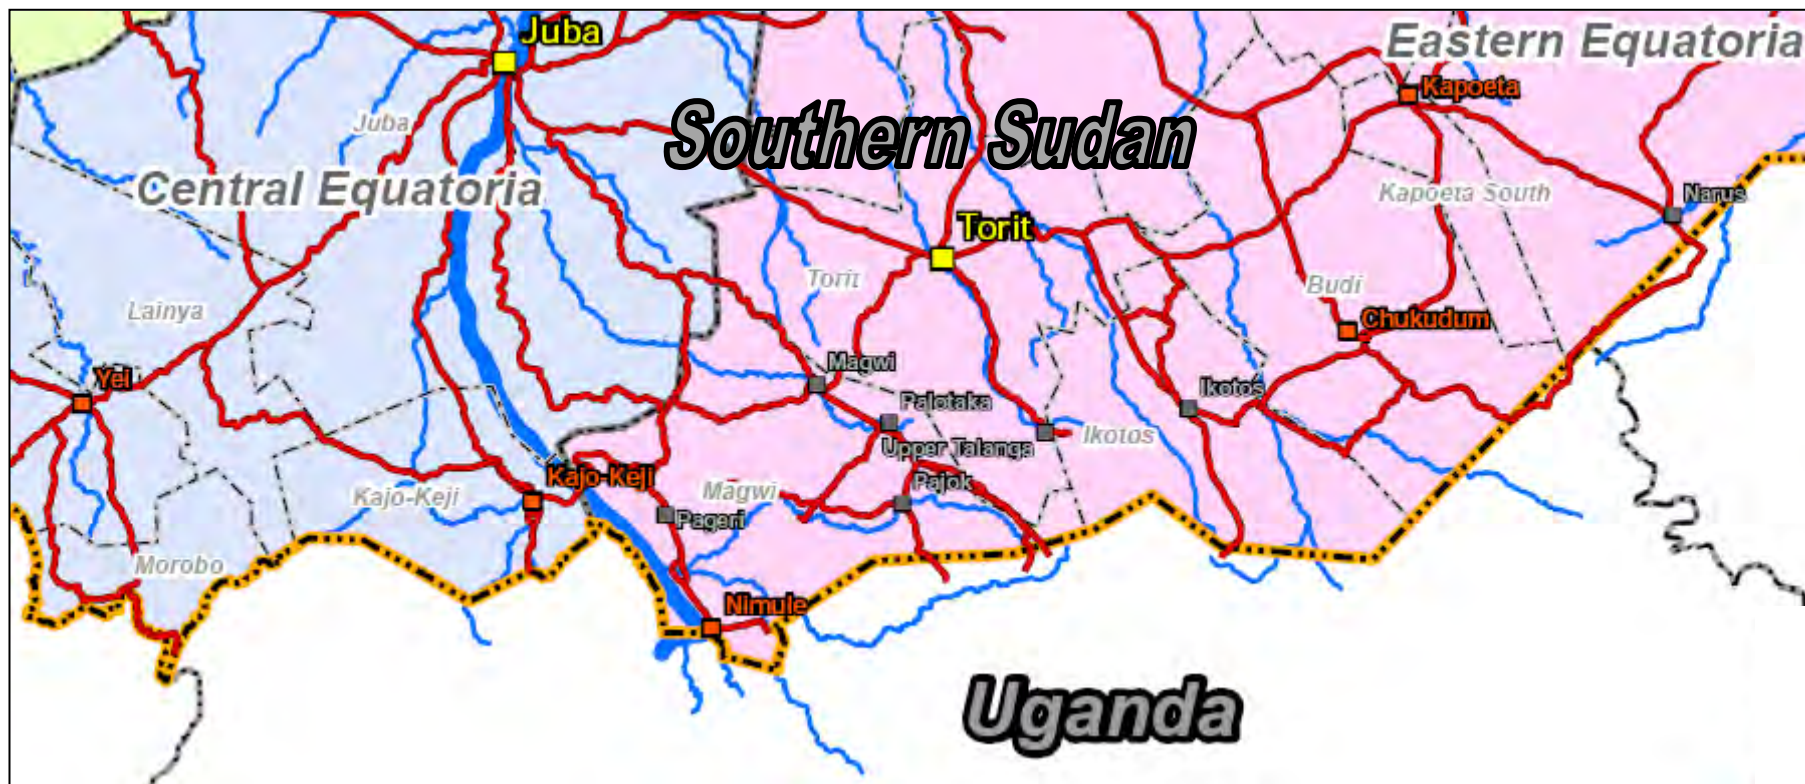 Juba
Eastern Equatoria
Kapoeta
Juba
Southern Sudan
Central Equatoria
Kapoeta South
Narus
Torit
Torit
Budi
Lainya
Chukudum
Magwi
Yei
Ikotos
Palotaka
Ikotos
Upper Talanga
Kajo-Keji
Pajok
Kajo-Keji
Magwi
Pageri
Morobo
Nimule
Uganda